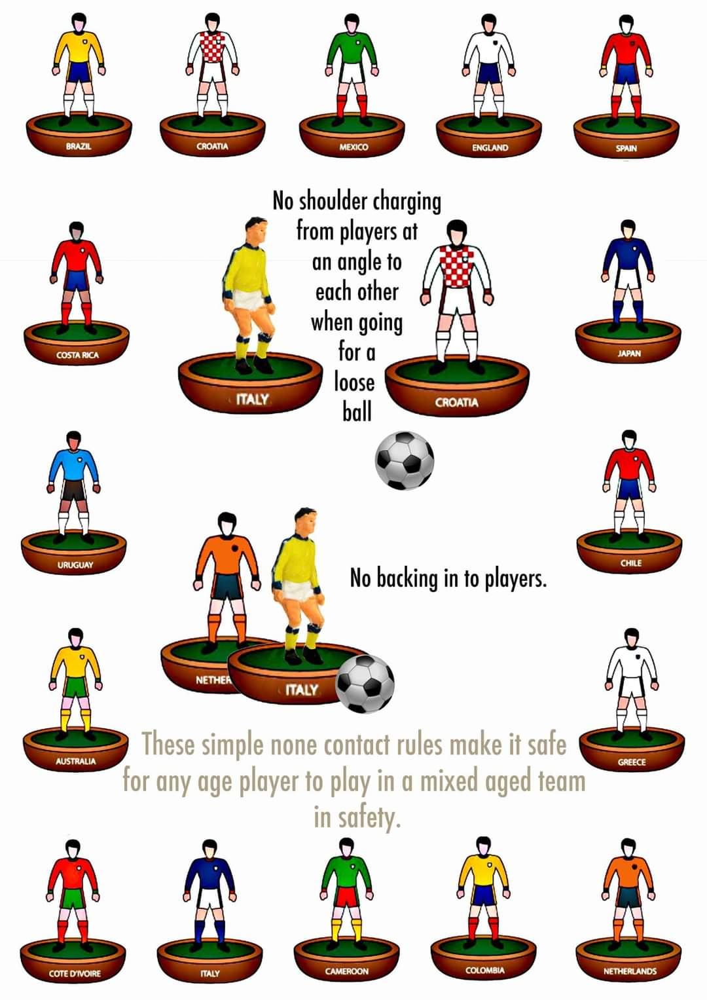 BRAZIL
CROATIA
MEXICO
ENGLAND
SPAIN
No shoulder charging
from players at
an angle to
each other
when going
for a
loose
ball
COSTA RICA
ITALY
CROATIA
JAPAN
URUGUAY
CHILE
No backing in to players.
NETHER
ITALY
AUSTRALIA
GREECE
These simple none contact rules make it safe
for any age player to play in a mixed aged team
in safety.
COTE D'IVOIRE
ITALY
CAMEROON
COLOMBIA
NETHERLANDS